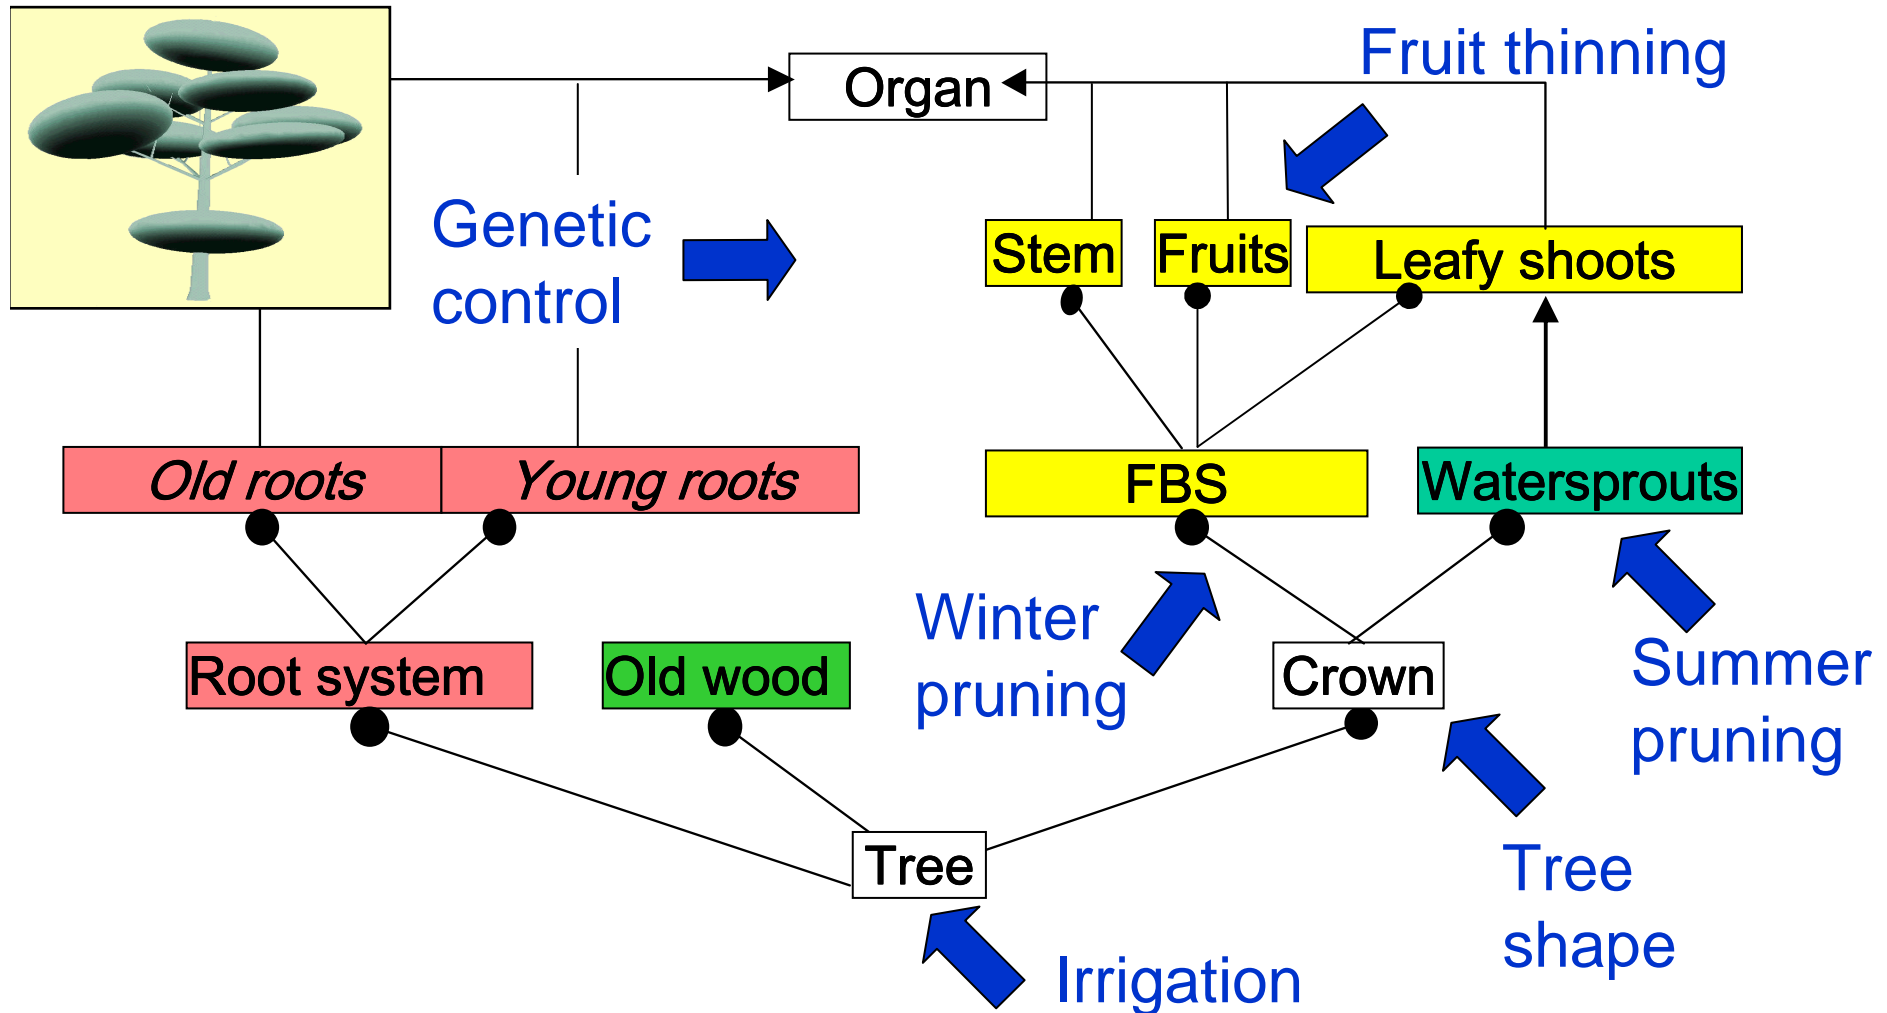 Fruit thinning
Organ
Genetic
control
Stem
Fruits
Leafy shoots
Old roots
Young roots
FBS
Watersprouts
Winter
pruning
Root system
Old wood
Crown
Summer
pruning
Tree
Tree
shape
Irrigation